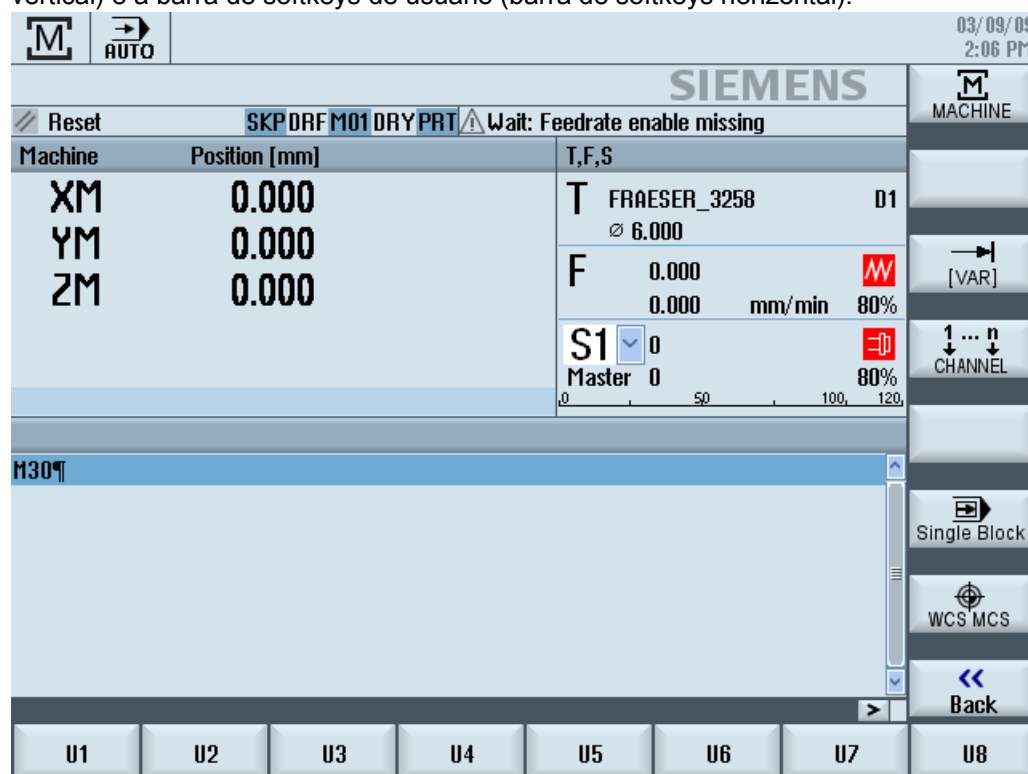 vertical) e a barra de softkeys do usuário (barra de softkeys horizontal).
M AUTO
03/09/09
2:06 PM
SIEMENS
M
MACHINE
Reset SKP DRF M01 DRY PRT Wait: Feedrate enable missing
Machine Position [mm] T,F,S
XM 0.000
YM 0.000
ZM 0.000
T FRAESER_3258 D1
⌀ 6.000
F 0.000
0.000 mm/min 80%
S1 0
Master 0 80%
0 50 100 120
[VAR]
1 ... n
CHANNEL
M30¶
Single Block
WCS MCS
<<
Back
>
U1 U2 U3 U4 U5 U6 U7 U8